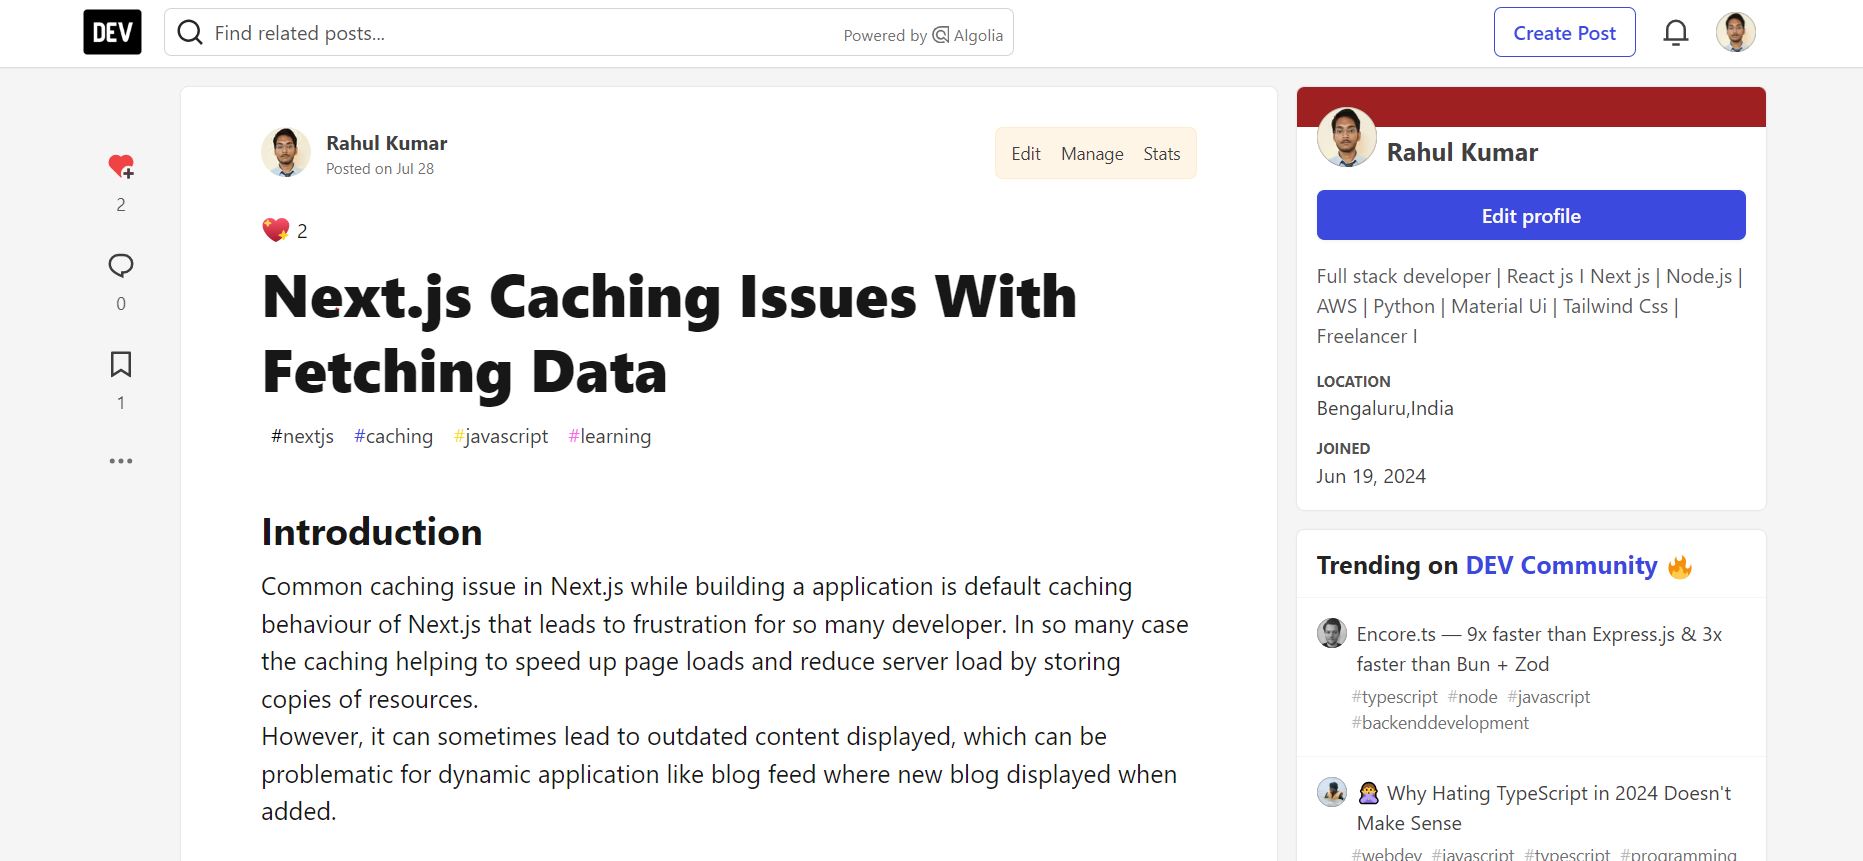 DEV
Find related posts...
Powered by Algolia
Create Post
2
0
1
Rahul Kumar
Posted on Jul 28
Edit Manage Stats
2
Next.js Caching Issues With
Fetching Data
#nextjs #caching #javascript #learning
Introduction
Common caching issue in Next.js while building a application is default caching
behaviour of Next.js that leads to frustration for so many developer. In so many case
the caching helping to speed up page loads and reduce server load by storing
copies of resources.
However, it can sometimes lead to outdated content displayed, which can be
problematic for dynamic application like blog feed where new blog displayed when
added.
Rahul Kumar
Edit profile
Full stack developer | React js I Next js | Node.js |
AWS | Python | Material Ui | Tailwind Css |
Freelancer I
LOCATION
Bengaluru,India
JOINED
Jun 19, 2024
Trending on DEV Community 🔥
Encore.ts — 9x faster than Express.js & 3x
faster than Bun + Zod
#typescript #node #javascript
#backenddevelopment
🙅‍♀️ Why Hating TypeScript in 2024 Doesn't
Make Sense
#webdev #javascript #typescript #programming